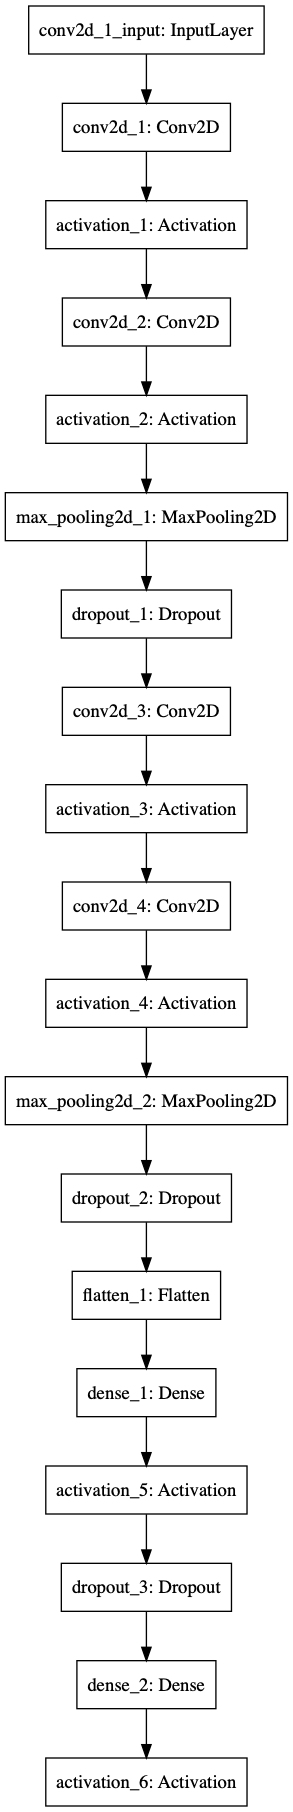 conv2d_1_input: InputLayer
conv2d_1: Conv2D
activation_1: Activation
conv2d_2: Conv2D
activation_2: Activation
max_pooling2d_1: MaxPooling2D
dropout_1: Dropout
conv2d_3: Conv2D
activation_3: Activation
conv2d_4: Conv2D
activation_4: Activation
max_pooling2d_2: MaxPooling2D
dropout_2: Dropout
flatten_1: Flatten
dense_1: Dense
activation_5: Activation
dropout_3: Dropout
dense_2: Dense
activation_6: Activation